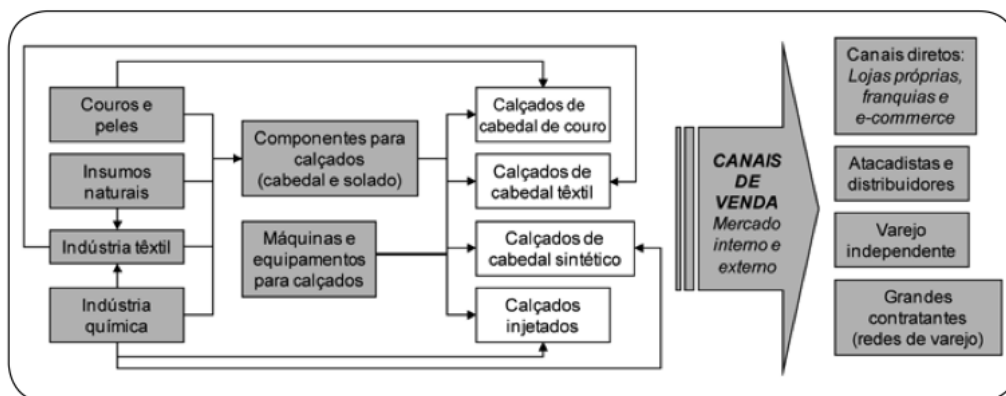 Couros e
peles
Insumos
naturais
Indústria têxtil
Indústria
química
Componentes para
calçados
(cabedal e solado)
Máquinas e
equipamentos
para calçados
Calçados de
cabedal de couro
Calçados de
cabedal têxtil
Calçados de
cabedal sintético
Calçados
injetados
CANAIS
DE
VENDA
Mercado
interno e
externo
Canais diretos:
Lojas próprias,
franquias e
e-commerce
Atacadistas e
distribuidores
Varejo
independente
Grandes
contratantes
(redes de varejo)